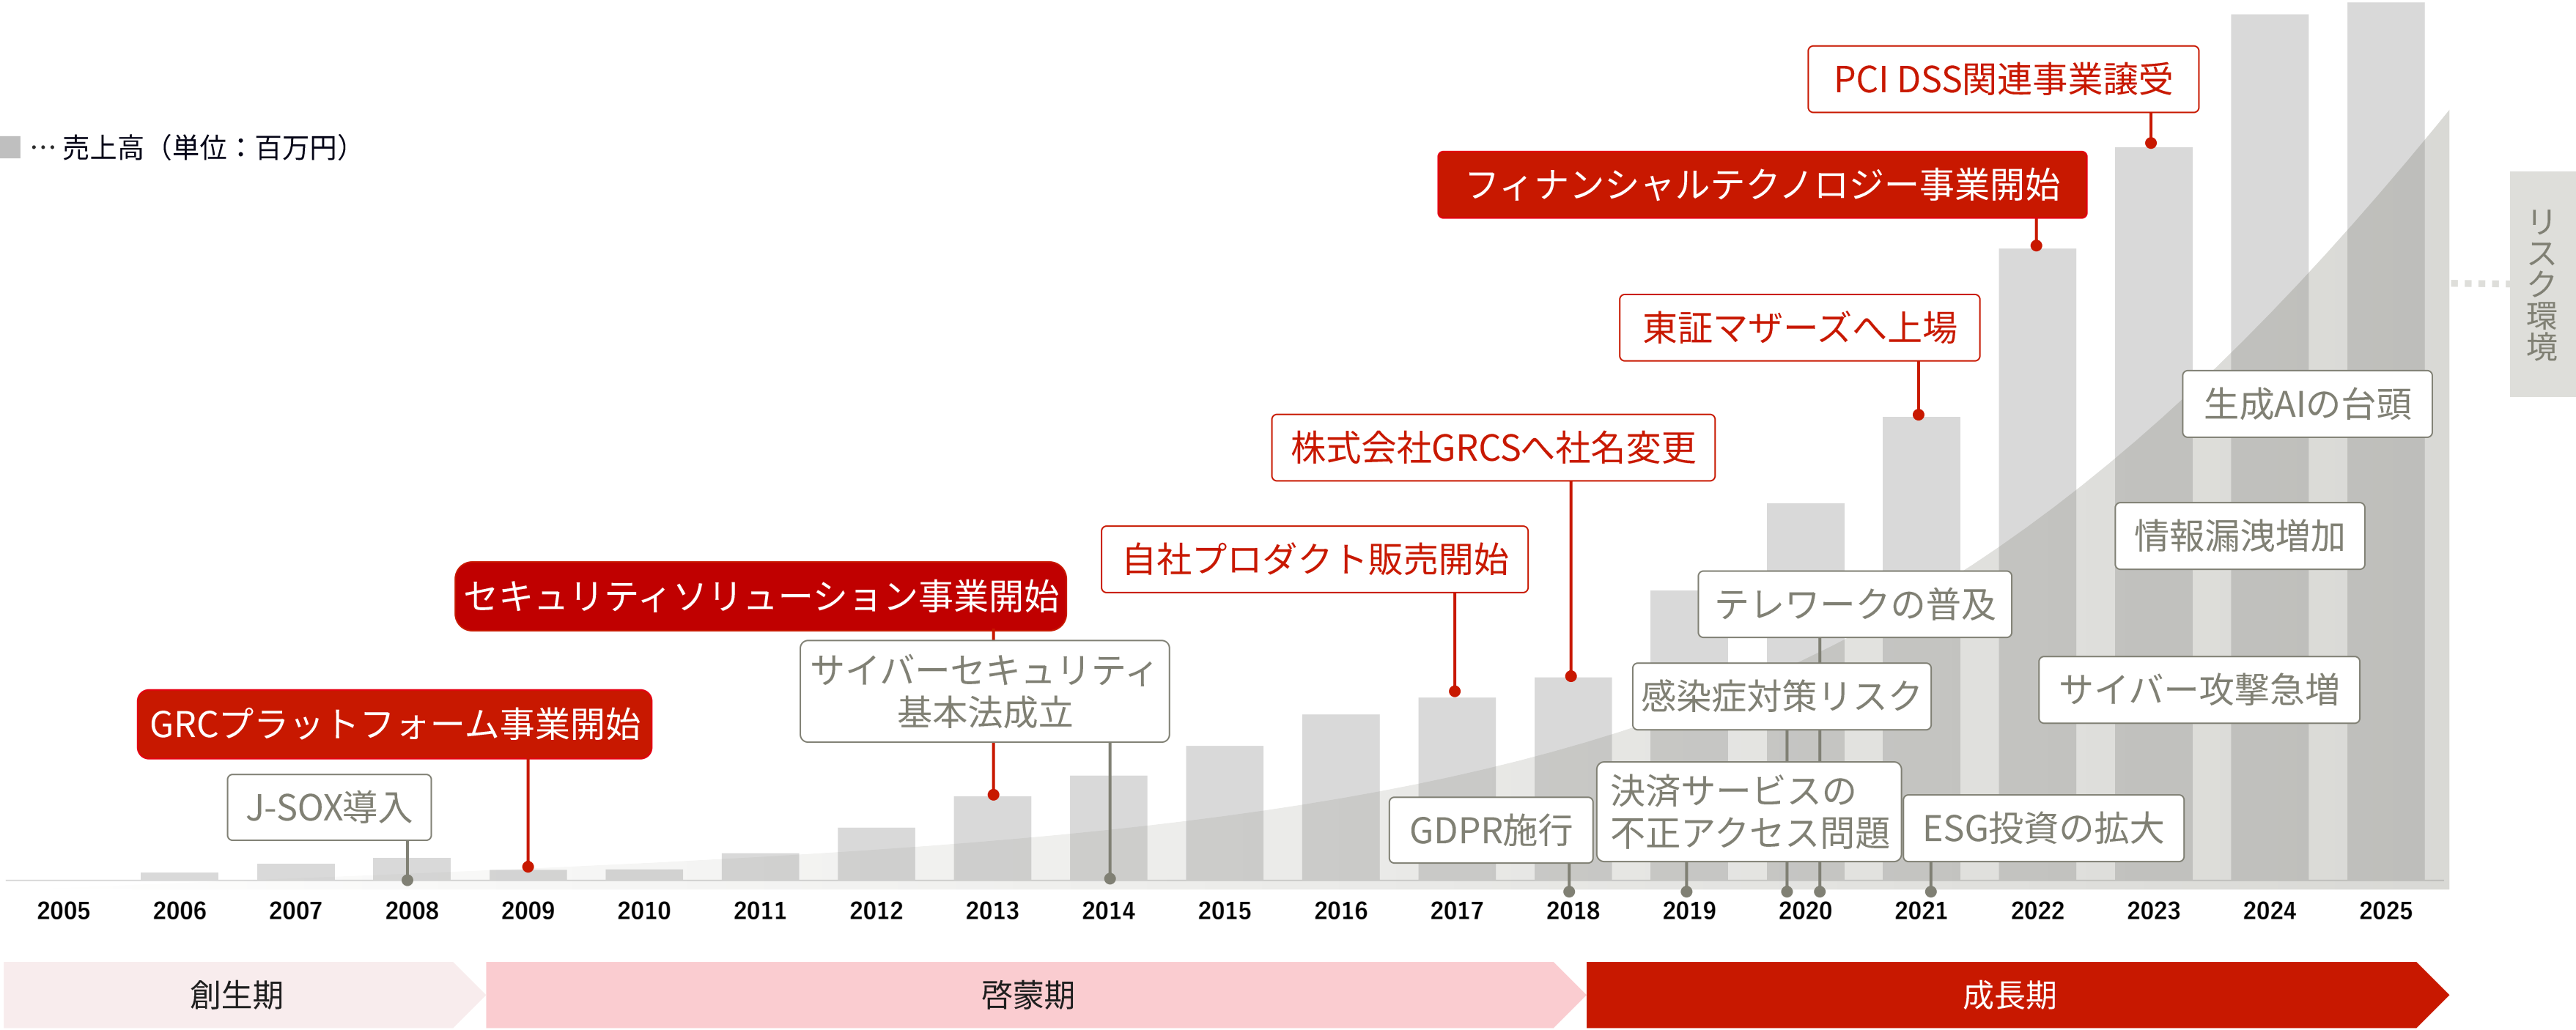 … 売上高（単位：百万円）
PCI DSS関連事業譲受
フィナンシャルテクノロジー事業開始
リスク環境
東証マザーズへ上場
生成AIの台頭
株式会社GRCSへ社名変更
情報漏洩増加
自社プロダクト販売開始
セキュリティソリューション事業開始
テレワークの普及
サイバーセキュリティ
基本法成立
感染症対策リスク
サイバー攻撃急増
GRCプラットフォーム事業開始
J-SOX導入
GDPR施行
決済サービスの
不正アクセス問題
ESG投資の拡大
2005 2006 2007 2008 2009 2010 2011 2012 2013 2014 2015 2016 2017 2018 2019 2020 2021 2022 2023 2024 2025
創生期 啓蒙期 成長期